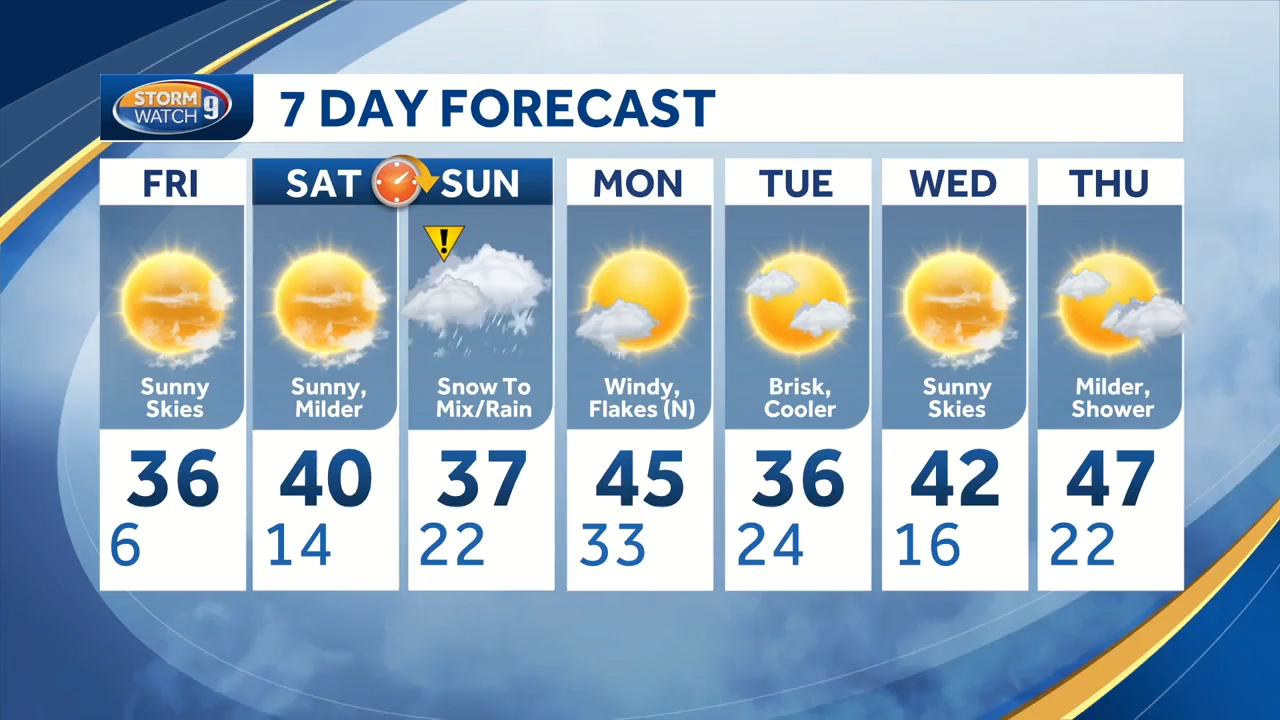 STORM
WATCH 9
7 DAY FORECAST
FRI
SAT
SUN
MON
TUE
WED
THU
!
Sunny
Skies
Sunny,
Milder
Snow To
Mix/Rain
Windy,
Flakes (N)
Brisk,
Cooler
Sunny
Skies
Milder,
Shower
36
40
37
45
36
42
47
6
14
22
33
24
16
22